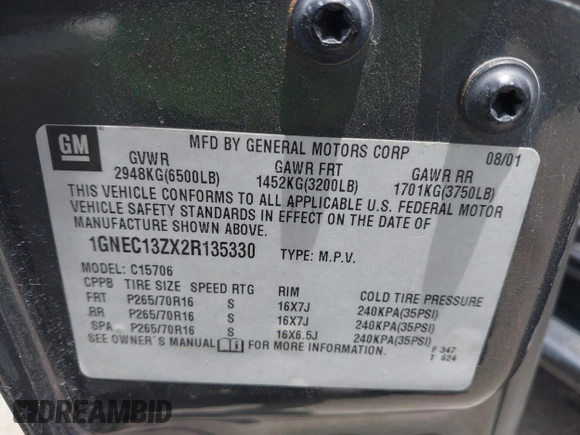 GM
MFD BY GENERAL MOTORS CORP
08/01
GVWR GAWR FRT GAWR RR
2948KG(6500LB) 1452KG(3200LB) 1701KG(3750LB)
THIS VEHICLE CONFORMS TO ALL APPLICABLE U.S. FEDERAL MOTOR
VEHICLE SAFETY STANDARDS IN EFFECT ON THE DATE OF
MANUFACTURE SHOWN ABOVE.
1GNEC13ZX2R135330 TYPE: M.P.V.
MODEL: C15706
CPPB TIRE SIZE SPEED RTG RIM COLD TIRE PRESSURE
FRT P265/70R16 S 16X7J 240KPA(35PSI)
RR P265/70R16 S 16X7J 240KPA(35PSI)
SPA P265/70R16 S 16X6.5J 240KPA(35PSI)
SEE OWNER'S MANUAL FOR MORE INFORMATION.
F 347
T 624
DREAMBID